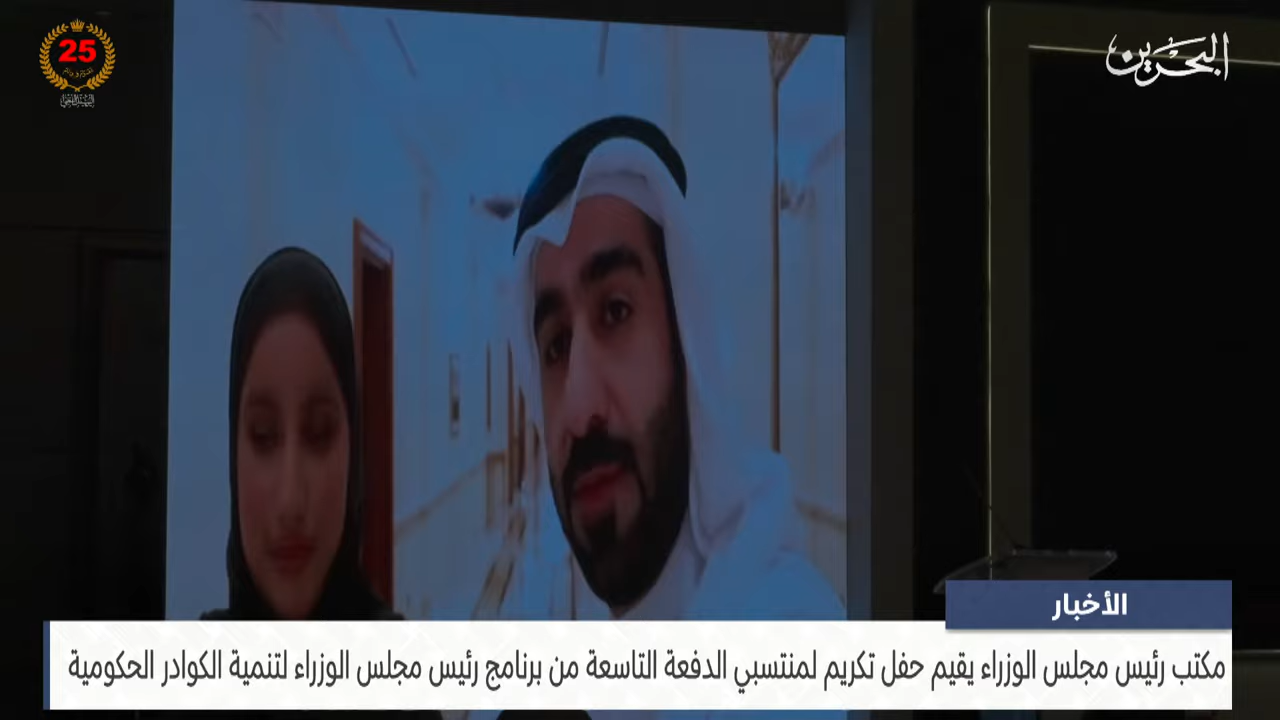 25
البحرين
الأخبار
مكتب رئيس مجلس الوزراء يقيم حفل تكريم لمنتسبي الدفعة التاسعة من برنامج رئيس مجلس الوزراء لتنمية الكوادر الحكومية